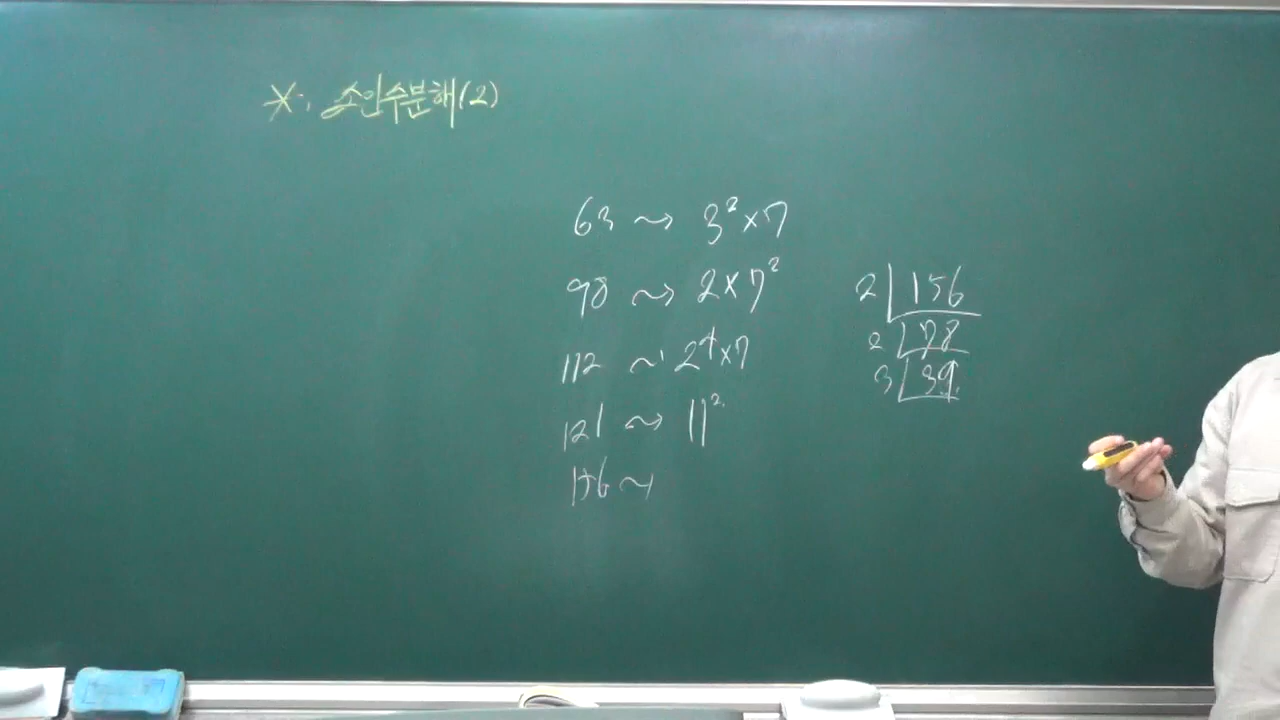 ※. 소인수분해(2)
63 ⤳ 3²×7
98 ⤳ 2×7²
112 ⤳ 2⁴×7
121 ⤳ 11²
156 ⤳
2 156
2 78
3 39